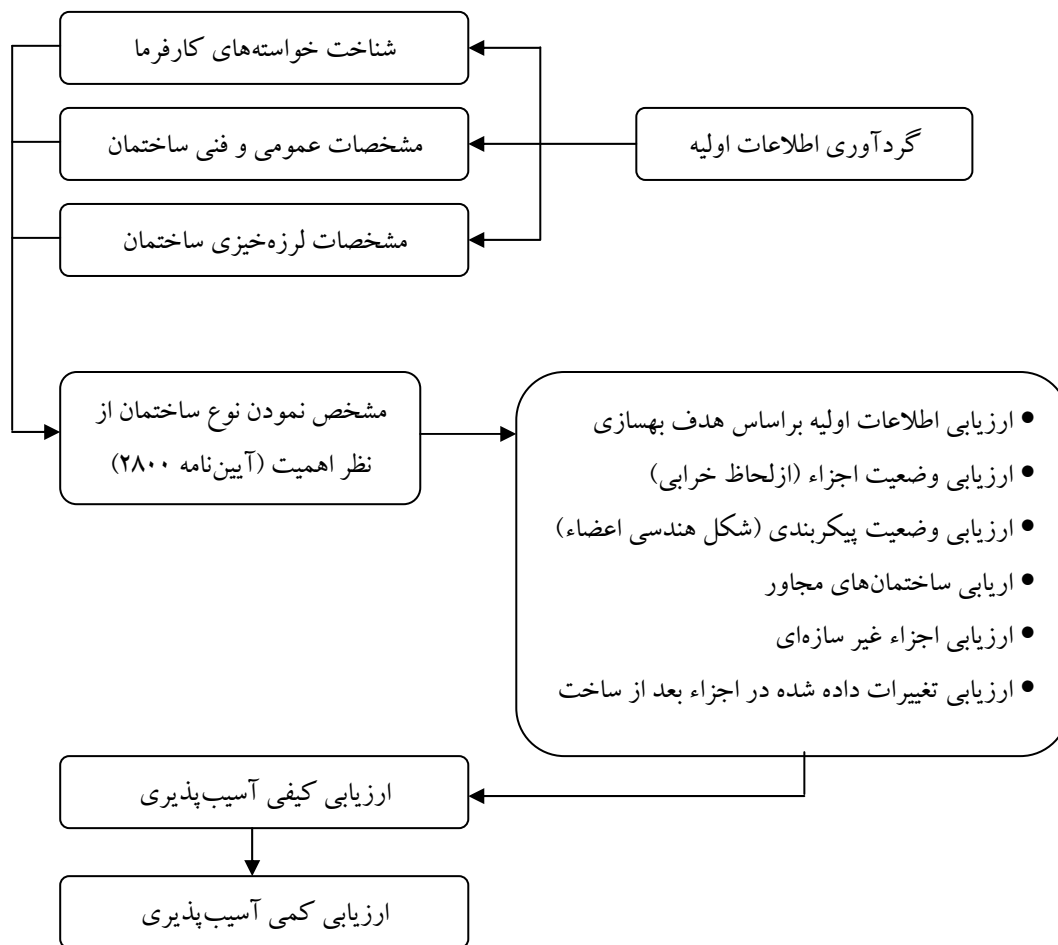 شناخت خواسته‌های کارفرما
مشخصات عمومی و فنی ساختمان
گردآوری اطلاعات اولیه
مشخصات لرزه‌خیزی ساختمان
مشخص نمودن نوع ساختمان از
نظر اهمیت (آیین‌نامه ۲۸۰۰)
• ارزیابی اطلاعات اولیه براساس هدف بهسازی
• ارزیابی وضعیت اجزاء (ازلحاظ خرابی)
• ارزیابی وضعیت پیکربندی (شکل هندسی اعضاء)
• اریابی ساختمان‌های مجاور
• ارزیابی اجزاء غیر سازه‌ای
• ارزیابی تغییرات داده شده در اجزاء بعد از ساخت
ارزیابی کیفی آسیب‌پذیری
ارزیابی کمی آسیب‌پذیری